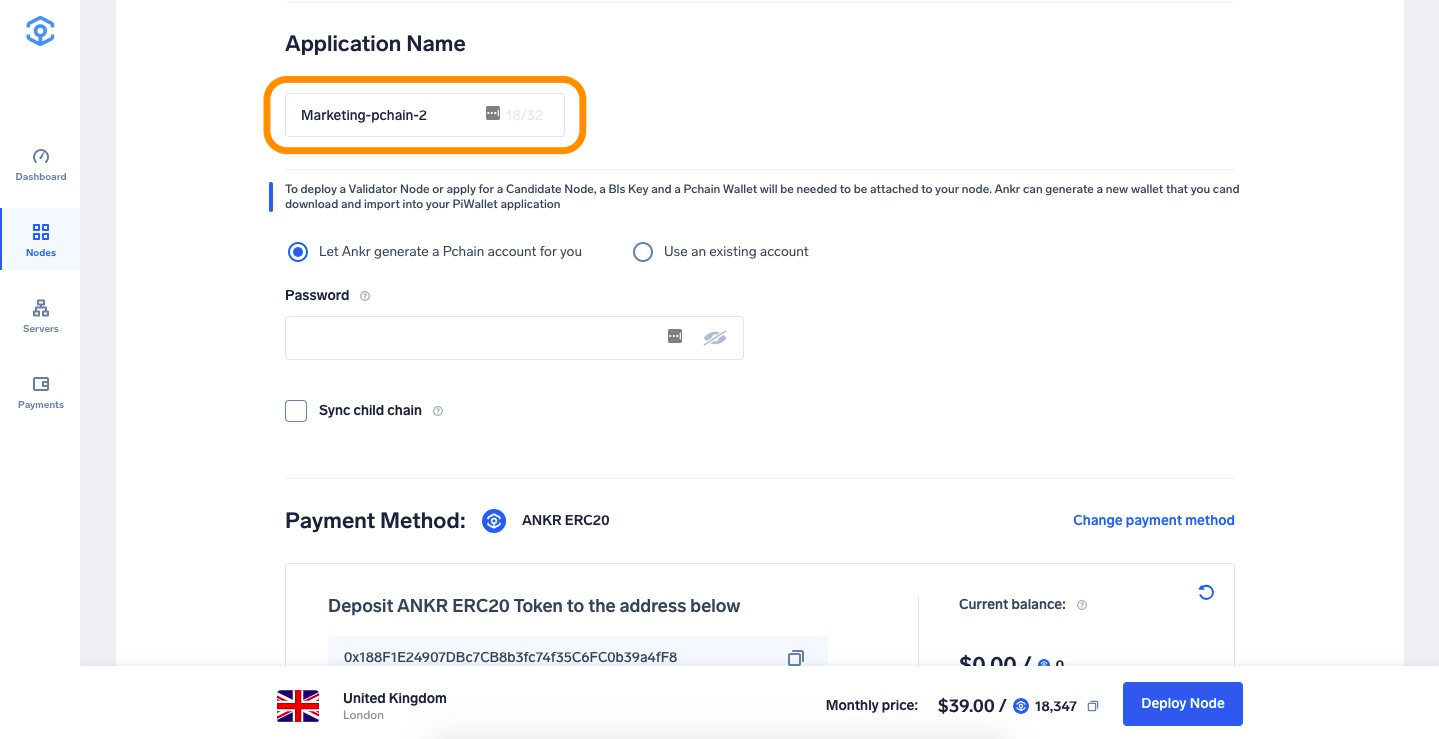 Application Name
Marketing-pchain-2 18/32
To deploy a Validator Node or apply for a Candidate Node, a Bls Key and a Pchain Wallet will be needed to be attached to your node. Ankr can generate a new wallet that you cand
download and import into your PiWallet application
Dashboard
Nodes
Servers
Payments
Let Ankr generate a Pchain account for you
Use an existing account
Password
Sync child chain
Payment Method: ANKR ERC20
Change payment method
Deposit ANKR ERC20 Token to the address below
Current balance:
0x188F1E24907DBc7CB8b3fc74f35C6FC0b39a4fF8
$0.00 / 0
United Kingdom
London
Monthly price: $39.00 / 18,347
Deploy Node